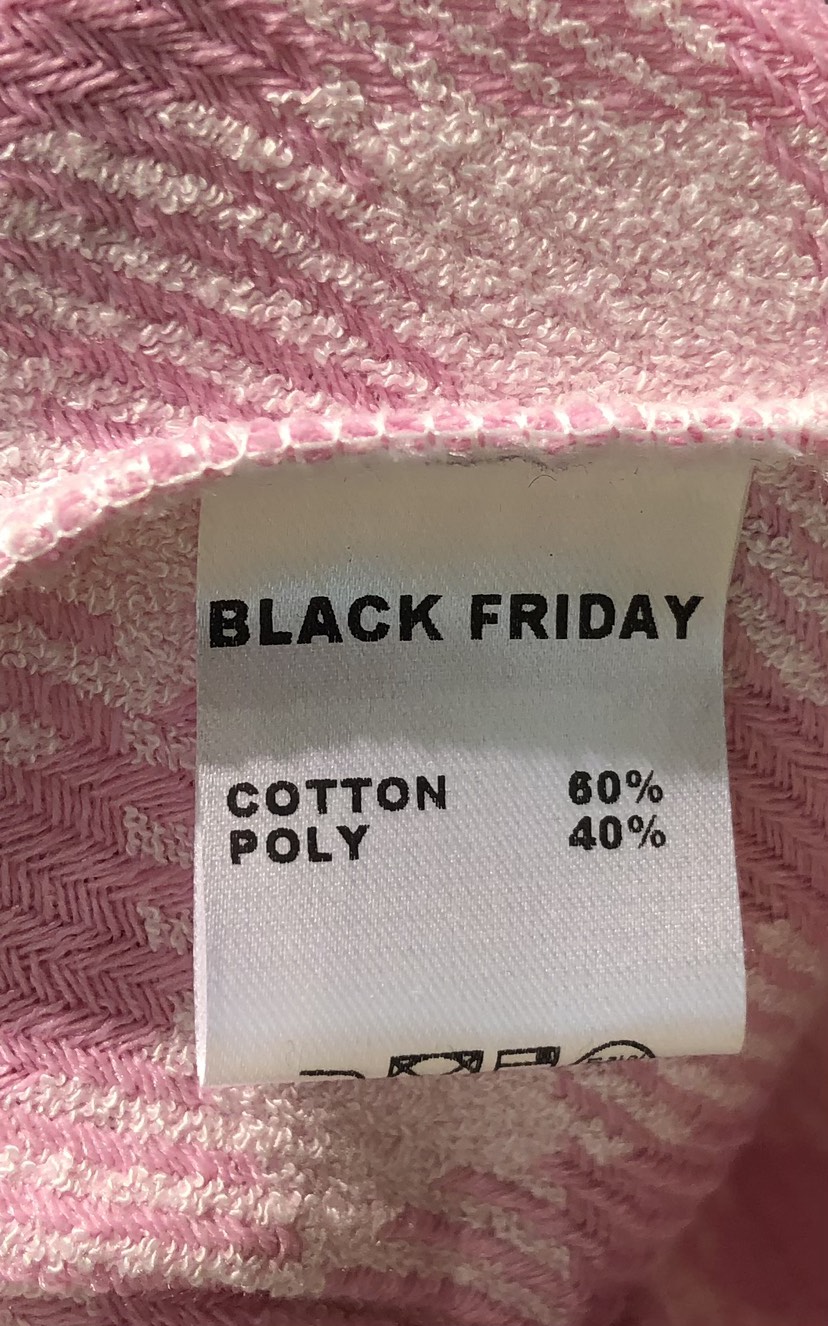 BLACK FRIDAY
COTTON 60%
POLY 40%